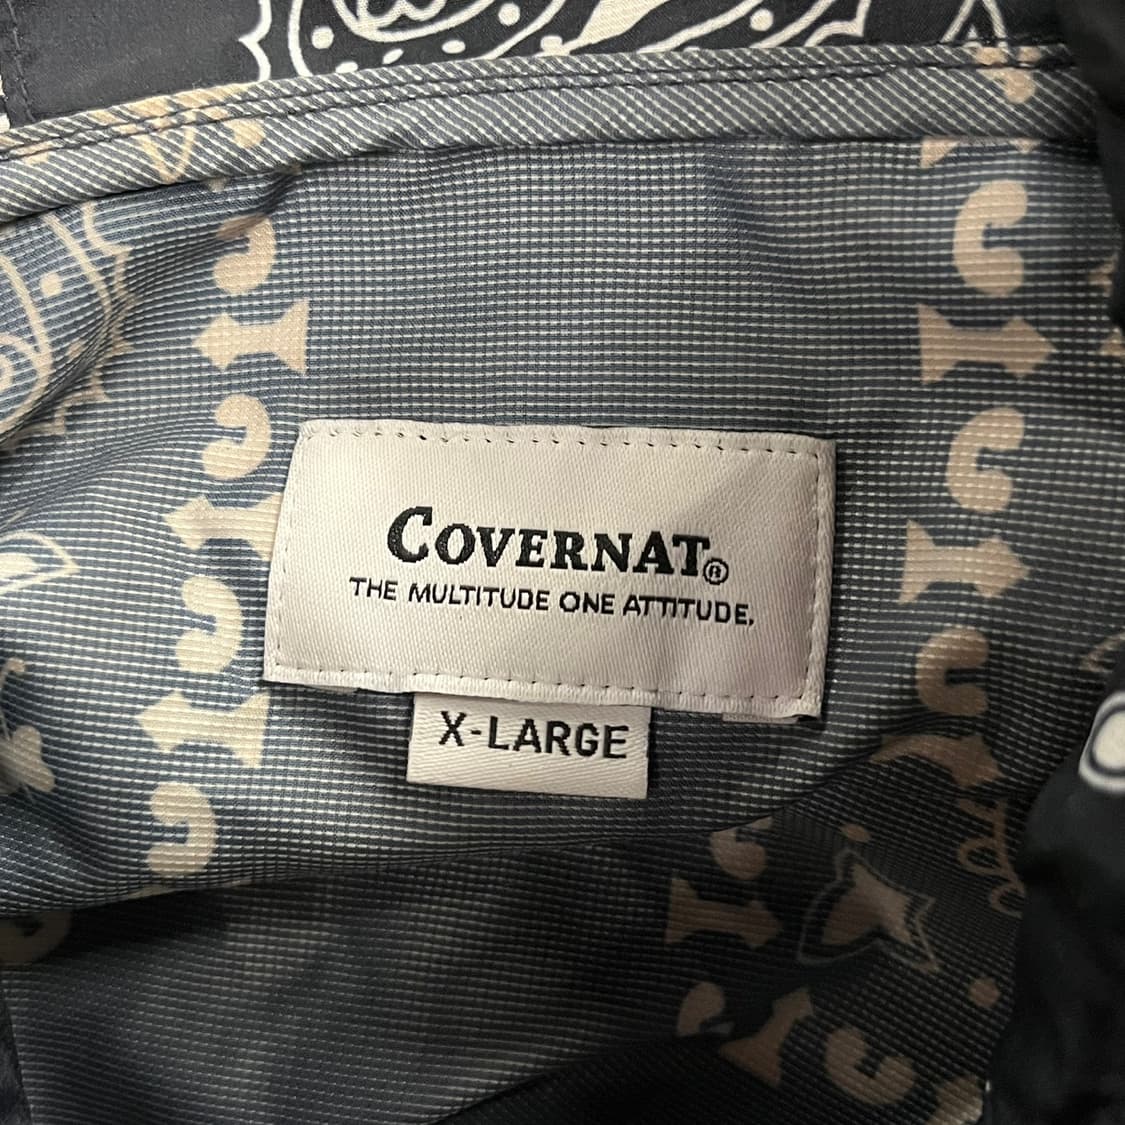 COVERNAT®
THE MULTITUDE ONE ATTITUDE.
X-LARGE